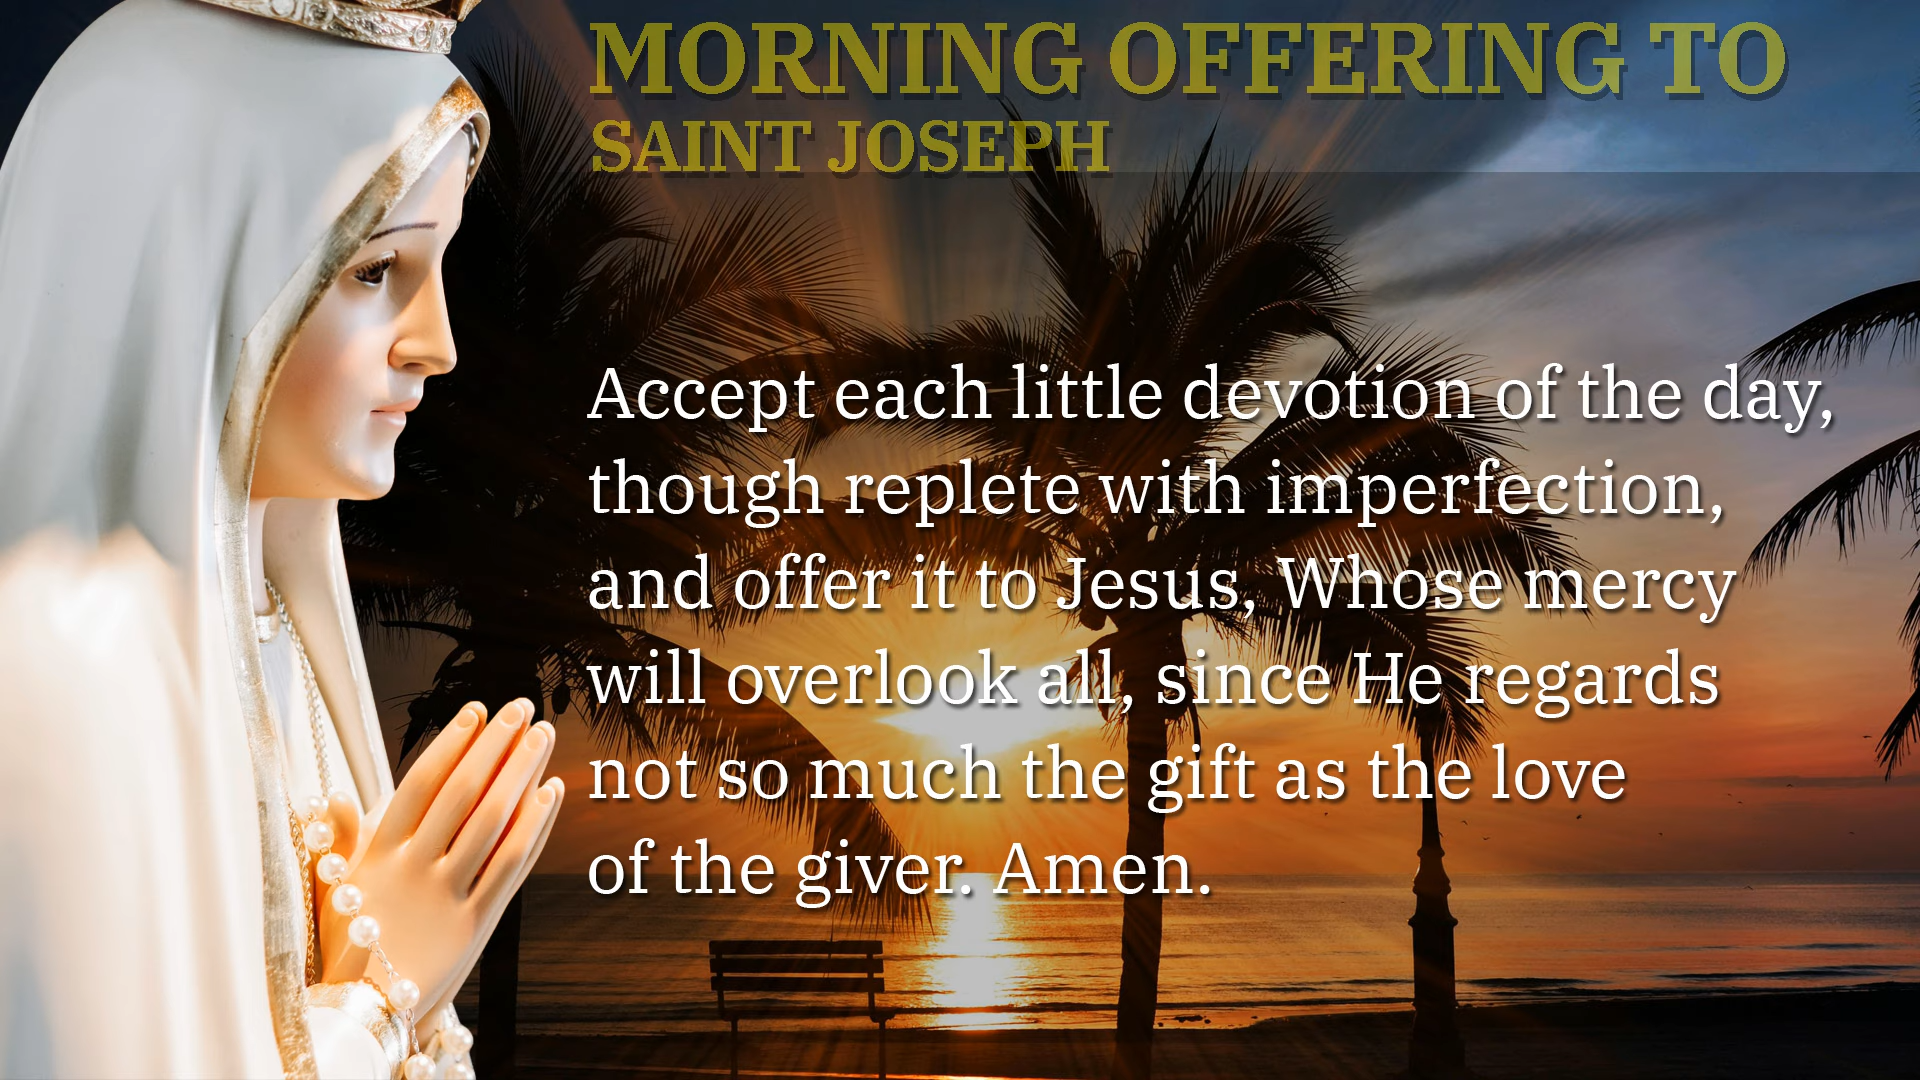 MORNING OFFERING TO
SAINT JOSEPH
Accept each little devotion of the day,
though replete with imperfection,
and offer it to Jesus, Whose mercy
will overlook all, since He regards
not so much the gift as the love
of the giver. Amen.